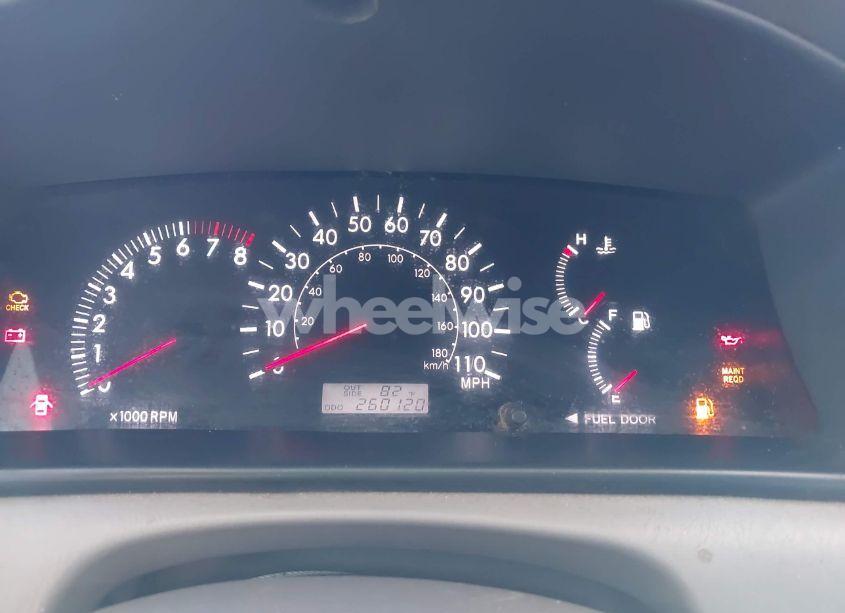 0 1 2 3 4 5 6 7 8
x1000 RPM
CHECK
0 10 20 30 40 50 60 70 80 90 100 110
MPH
20 40 60 80 100 120 140 160 180
km/h
OUT SIDE 82 °F
ODO 260120
H
C
F
E
FUEL DOOR
MAINT
REQD
wheelwise